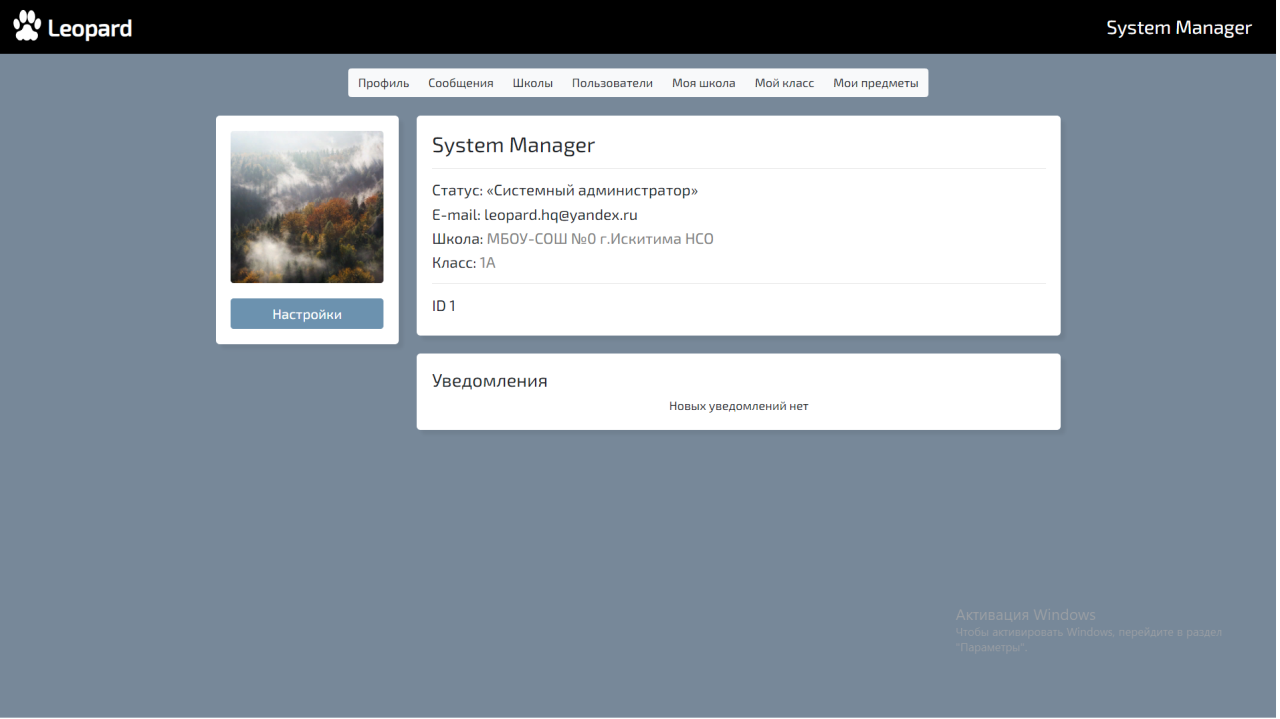 Leopard
System Manager
Профиль Сообщения Школы Пользователи Моя школа Мой класс Мои предметы
Настройки
System Manager
Статус: «Системный администратор»
E-mail: leopard.hq@yandex.ru
Школа: МБОУ-СОШ №0 г.Искитима НСО
Класс: 1А
ID 1
Уведомления
Новых уведомлений нет
Активация Windows
Чтобы активировать Windows, перейдите в раздел
"Параметры".